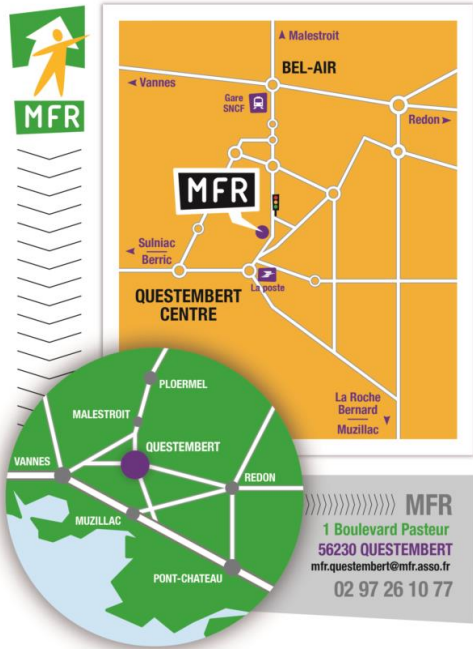 MFR
Malestroit
BEL-AIR
Vannes
Gare
SNCF
Redon
MFR
Sulniac
Berric
La poste
QUESTEMBERT
CENTRE
La Roche
Bernard
Muzillac
PLOERMEL
MALESTROIT
QUESTEMBERT
VANNES
REDON
MUZILLAC
PONT-CHATEAU
MFR
1 Boulevard Pasteur
56230 QUESTEMBERT
mfr.questembert@mfr.asso.fr
02 97 26 10 77